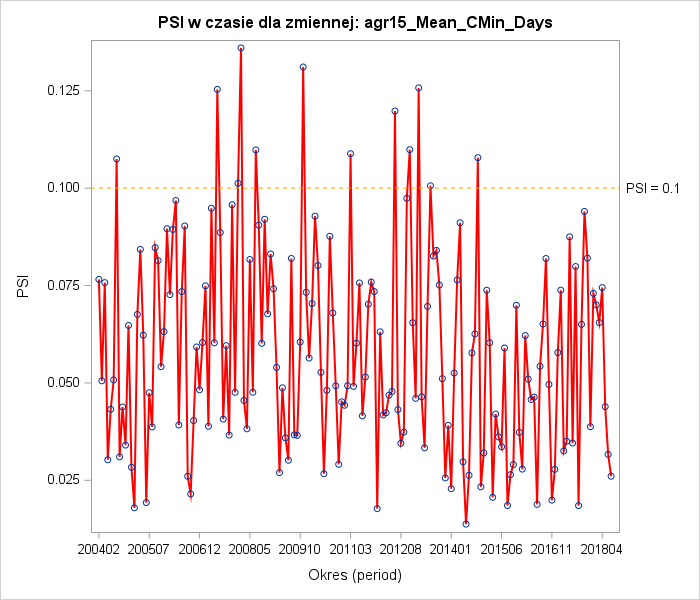 PSI w czasie dla zmiennej: agr15_Mean_CMin_Days
0.125
0.100
0.075
0.050
0.025
PSI
PSI = 0.1
200402 200507 200612 200805 200910 201103 201208 201401 201506 201611 201804
Okres (period)